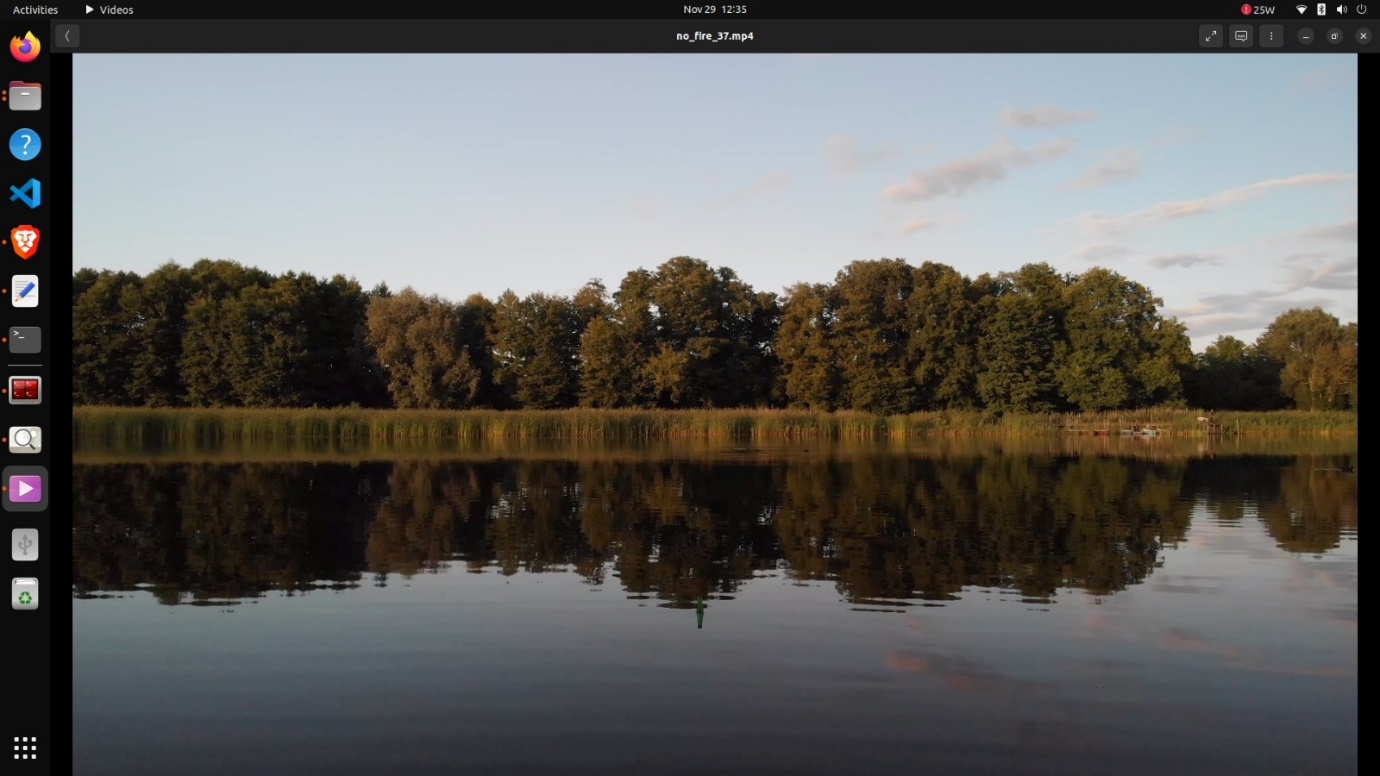 Activities Videos Nov 29 12:35 25W
no_fire_37.mp4